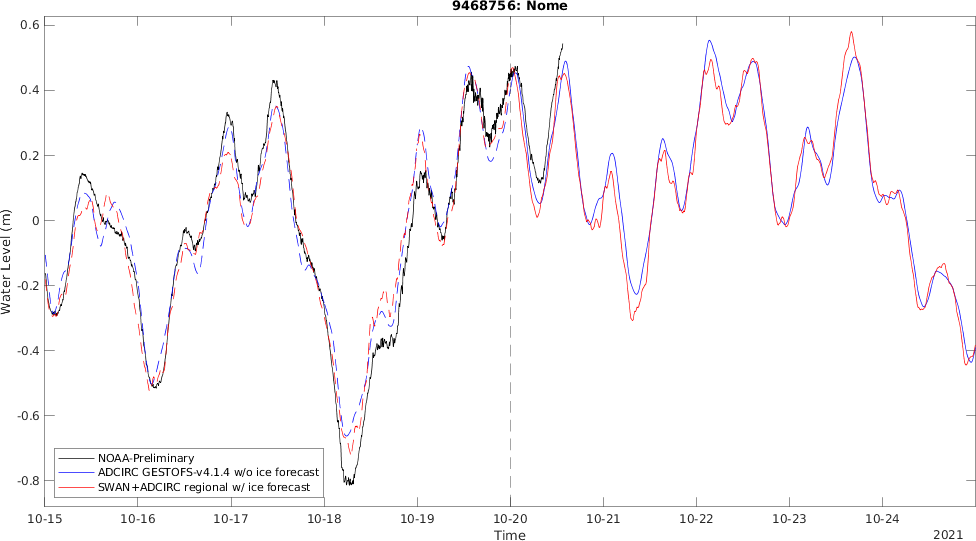 9468756: Nome
0.6
0.4
0.2
0
-0.2
-0.4
-0.6
-0.8
Water Level (m)
NOAA-Preliminary
ADCIRC GESTOFS-v4.1.4 w/o ice forecast
SWAN+ADCIRC regional w/ ice forecast
10-15 10-16 10-17 10-18 10-19 10-20 10-21 10-22 10-23 10-24
Time
2021